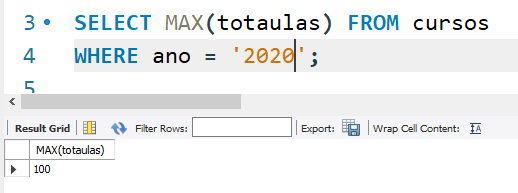 3 SELECT MAX(totaulas) FROM cursos
4 WHERE ano = '2020';
5
Result Grid Filter Rows: Export: Wrap Cell Content: IA
MAX(totaulas)
100